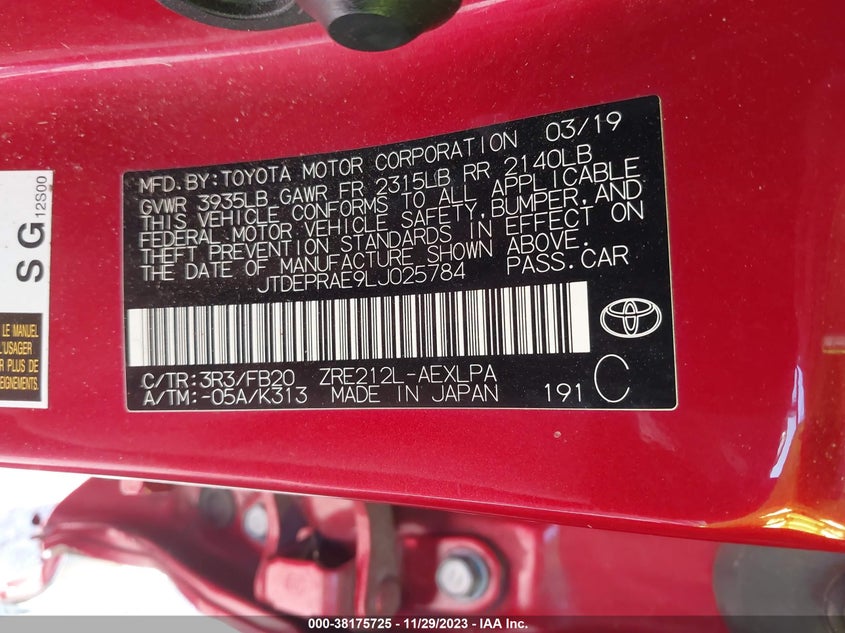 MFD. BY: TOYOTA MOTOR CORPORATION 03/19
GVWR 3935LB GAWR FR 2315LB RR 2140LB
THIS VEHICLE CONFORMS TO ALL APPLICABLE
FEDERAL MOTOR VEHICLE SAFETY, BUMPER, AND
THEFT PREVENTION STANDARDS IN EFFECT ON
THE DATE OF MANUFACTURE SHOWN ABOVE.
JTDEPRAE9LJ025784 PASS. CAR
C/TR: 3R3/FB20 ZRE212L-AEXLPA
A/TM: -05A/K313 MADE IN JAPAN 191 C
SG 12S00
LE MANUEL
L'USAGER
R PLUS
000-38175725 - 11/29/2023 - IAA Inc.